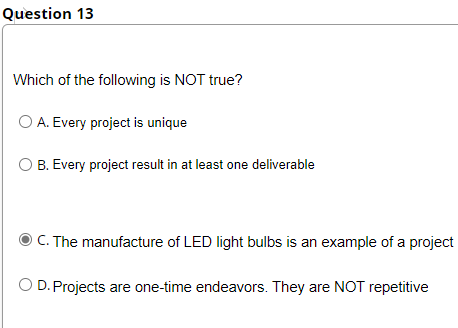 Question 13
Which of the following is NOT true?
A. Every project is unique
B. Every project result in at least one deliverable
C. The manufacture of LED light bulbs is an example of a project
D. Projects are one-time endeavors. They are NOT repetitive